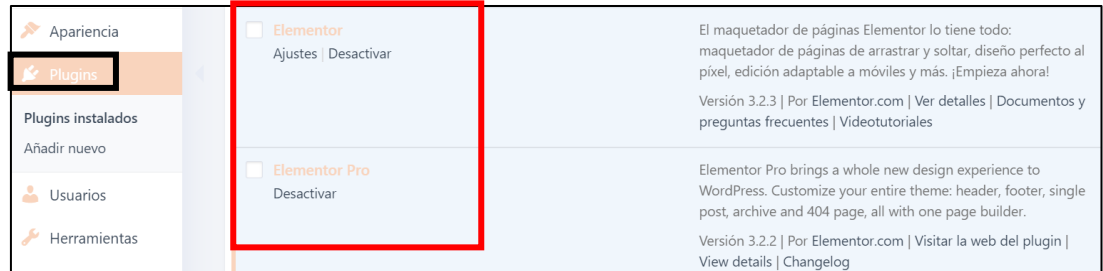 Apariencia
Plugins
Plugins instalados
Añadir nuevo
Usuarios
Herramientas
Elementor
Ajustes | Desactivar
El maquetador de páginas Elementor lo tiene todo:
maquetador de páginas de arrastrar y soltar, diseño perfecto al
píxel, edición adaptable a móviles y más. ¡Empieza ahora!
Versión 3.2.3 | Por Elementor.com | Ver detalles | Documentos y
preguntas frecuentes | Videotutoriales
Elementor Pro
Desactivar
Elementor Pro brings a whole new design experience to
WordPress. Customize your entire theme: header, footer, single
post, archive and 404 page, all with one page builder.
Versión 3.2.2 | Por Elementor.com | Visitar la web del plugin |
View details | Changelog